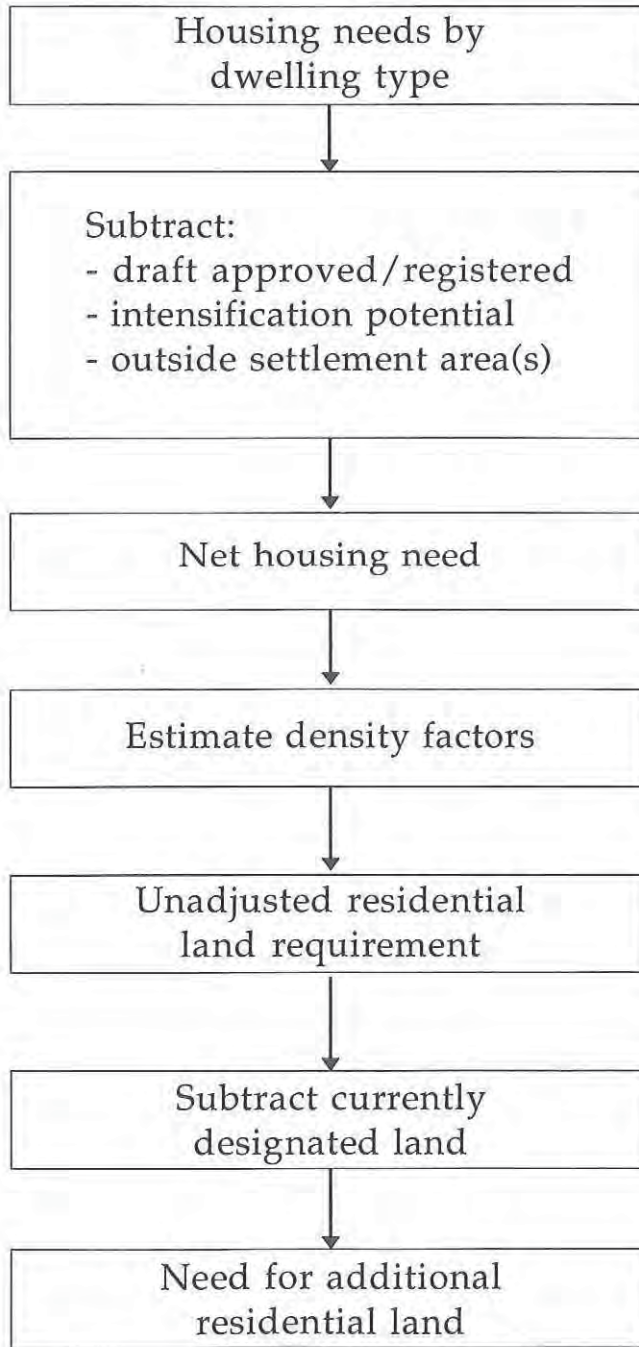 Housing needs by
dwelling type
Subtract:
- draft approved/registered
- intensification potential
- outside settlement area(s)
Net housing need
Estimate density factors
Unadjusted residential
land requirement
Subtract currently
designated land
Need for additional
residential land